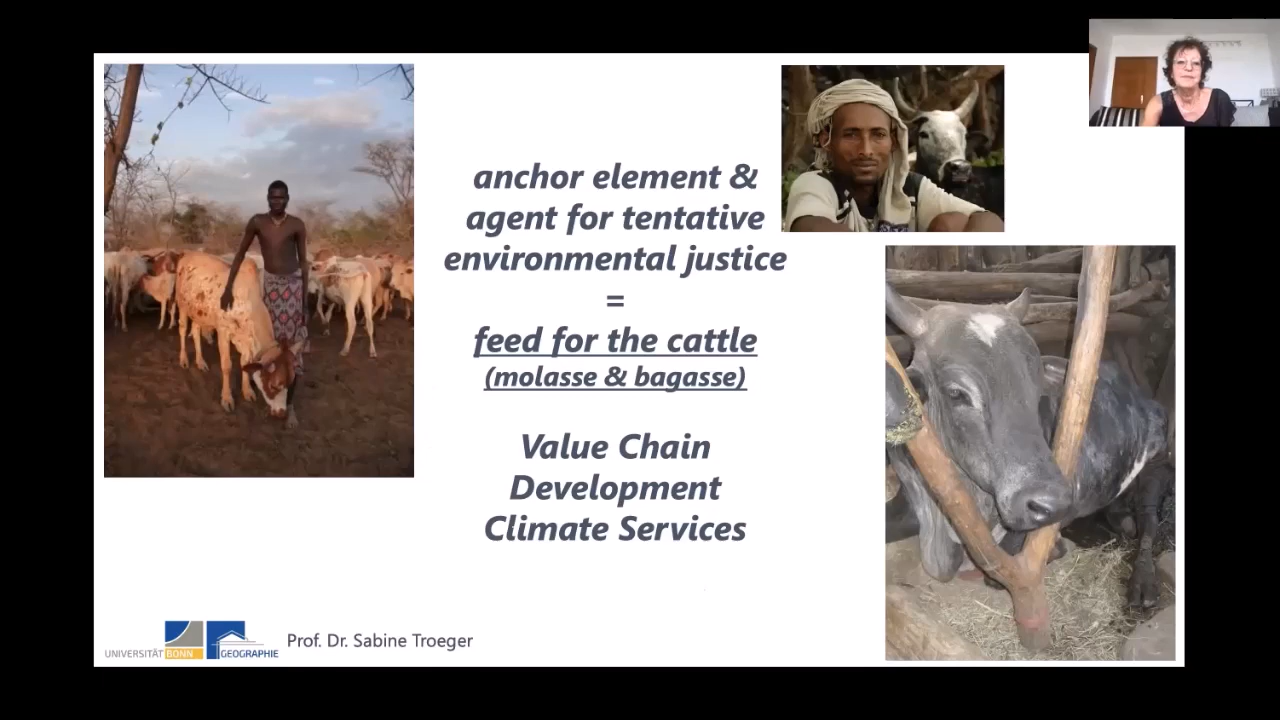 anchor element &
agent for tentative
environmental justice
=
feed for the cattle
(molasse & bagasse)
Value Chain
Development
Climate Services
UNIVERSITÄT BONN GEOGRAPHIE
Prof. Dr. Sabine Troeger